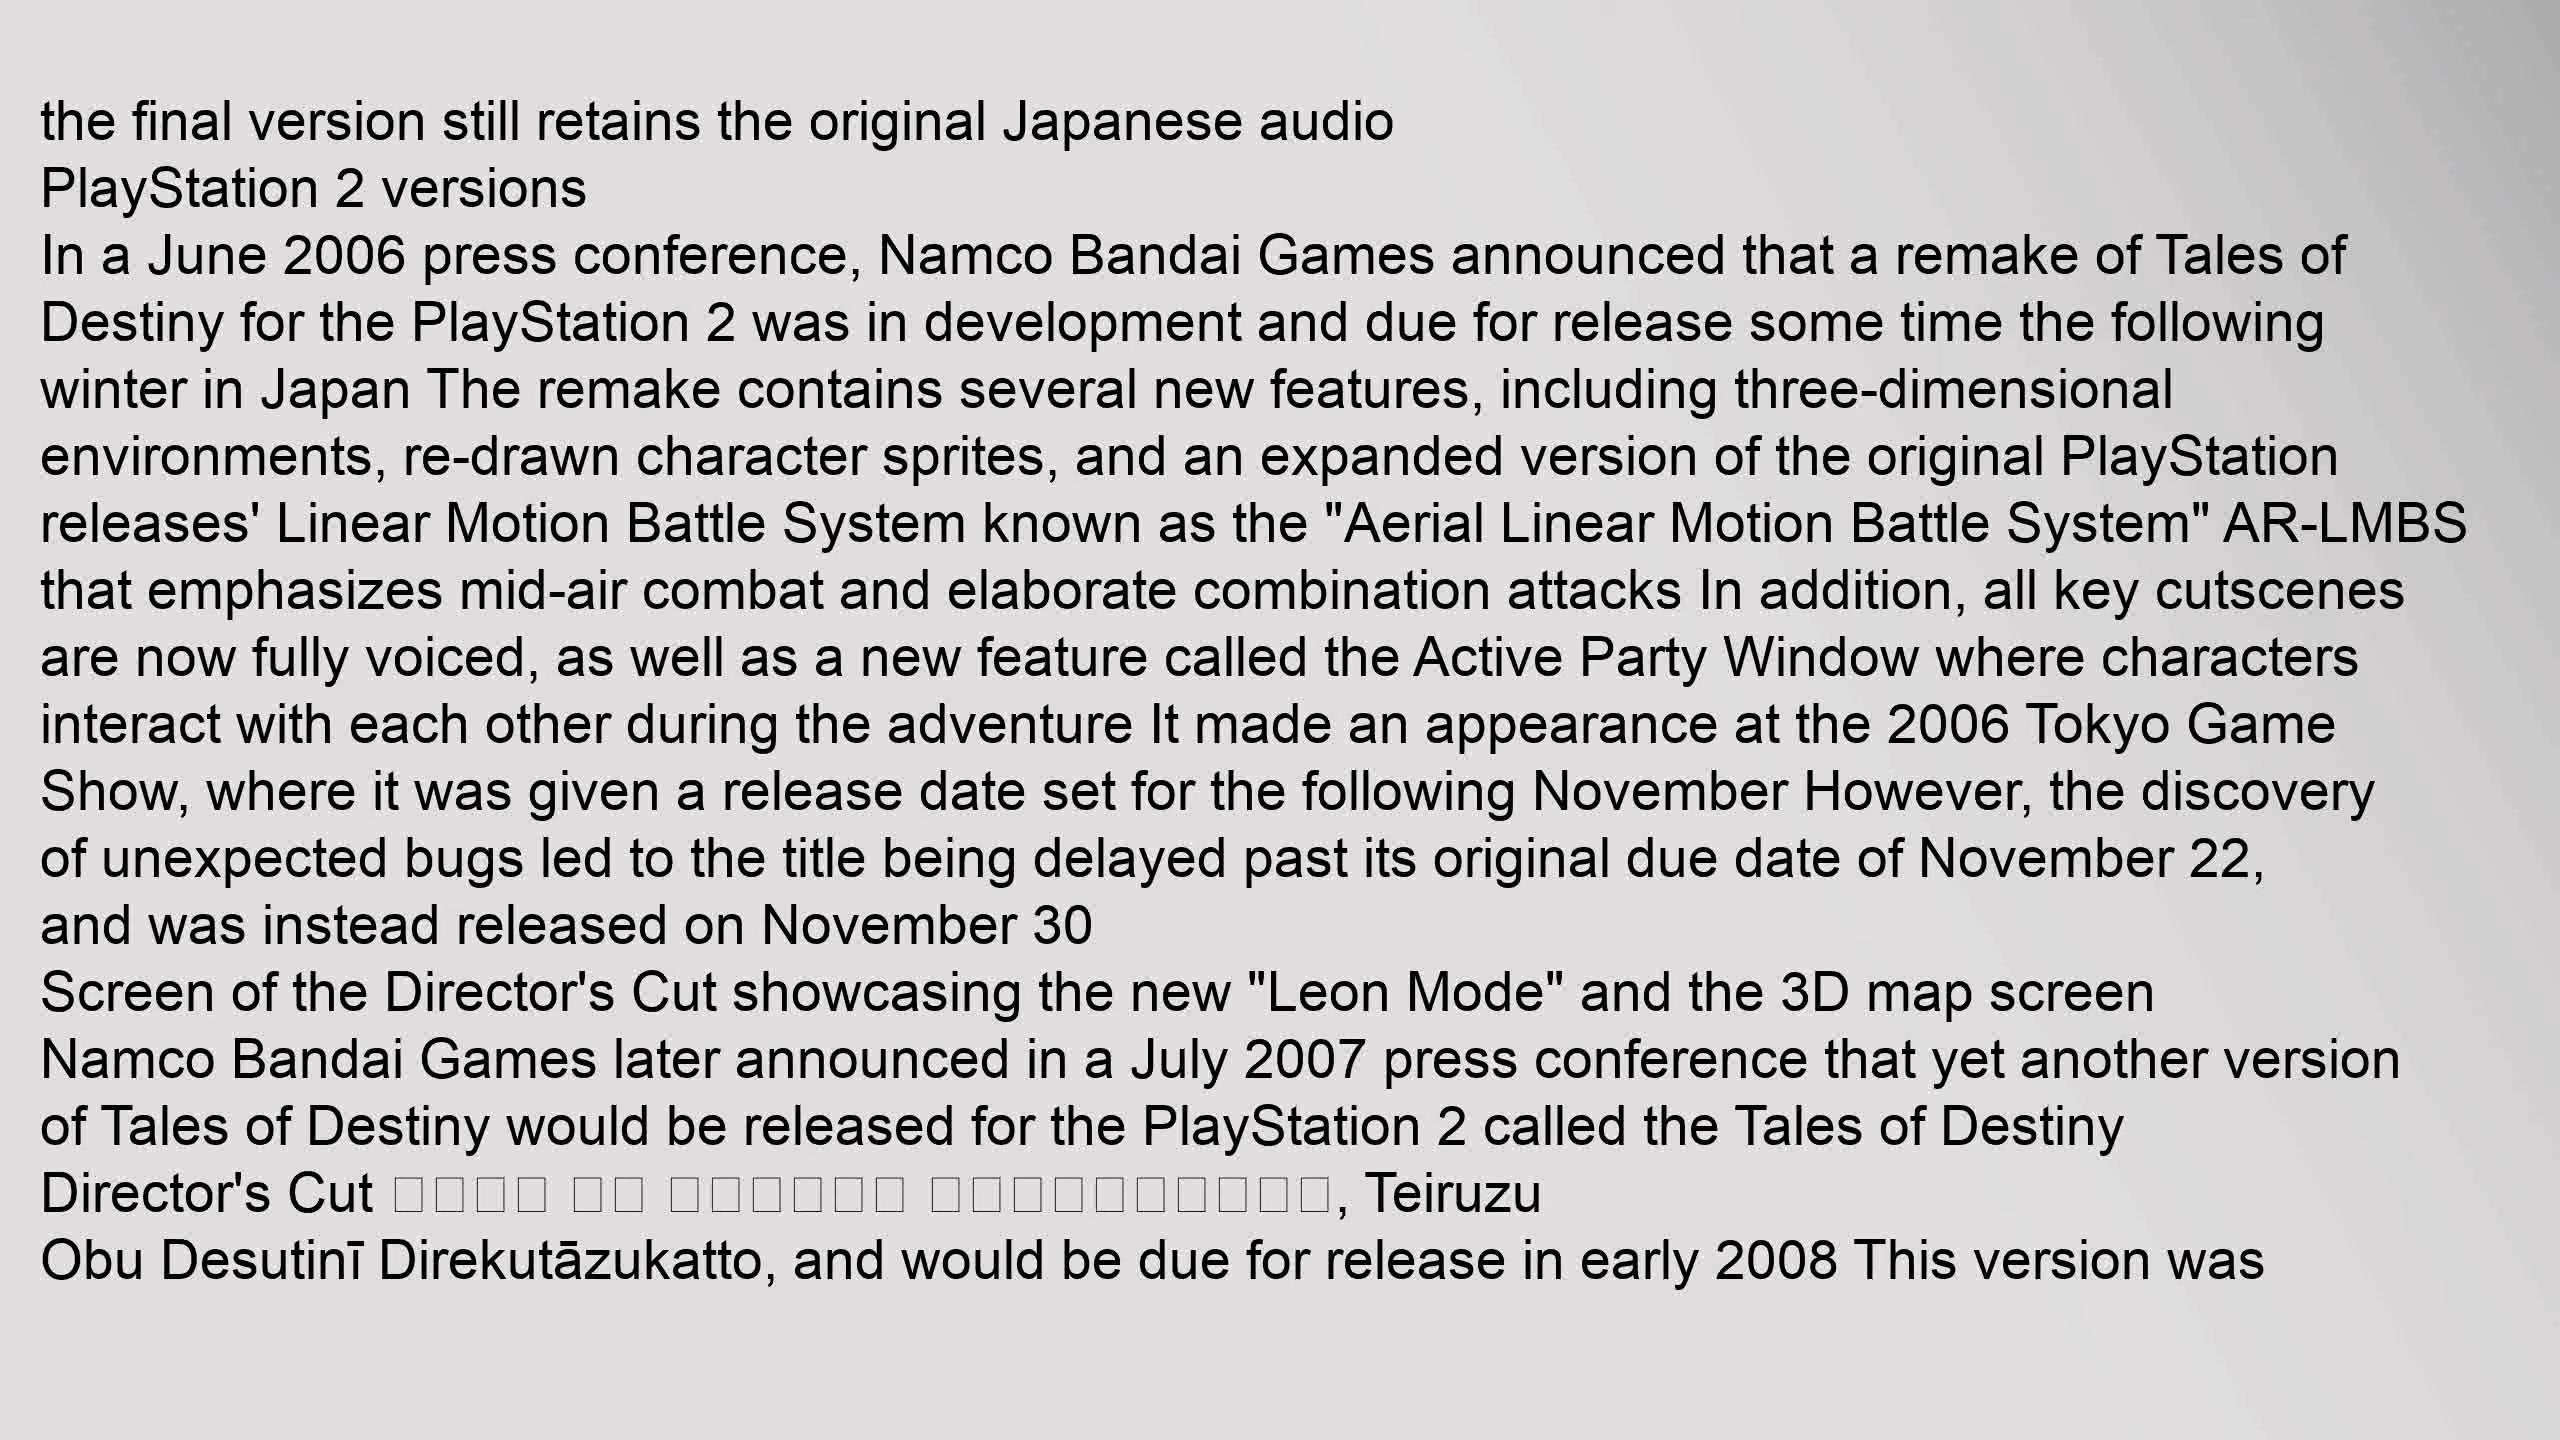 the final version still retains the original Japanese audio
PlayStation 2 versions
In a June 2006 press conference, Namco Bandai Games announced that a remake of Tales of
Destiny for the PlayStation 2 was in development and due for release some time the following
winter in Japan The remake contains several new features, including three-dimensional
environments, re-drawn character sprites, and an expanded version of the original PlayStation
releases' Linear Motion Battle System known as the "Aerial Linear Motion Battle System" AR-LMBS
that emphasizes mid-air combat and elaborate combination attacks In addition, all key cutscenes
are now fully voiced, as well as a new feature called the Active Party Window where characters
interact with each other during the adventure It made an appearance at the 2006 Tokyo Game
Show, where it was given a release date set for the following November However, the discovery
of unexpected bugs led to the title being delayed past its original due date of November 22,
and was instead released on November 30
Screen of the Director's Cut showcasing the new "Leon Mode" and the 3D map screen
Namco Bandai Games later announced in a July 2007 press conference that yet another version
of Tales of Destiny would be released for the PlayStation 2 called the Tales of Destiny
Director's Cut , Teiruzu
Obu Desutinī Direkutāzukatto, and would be due for release in early 2008 This version was